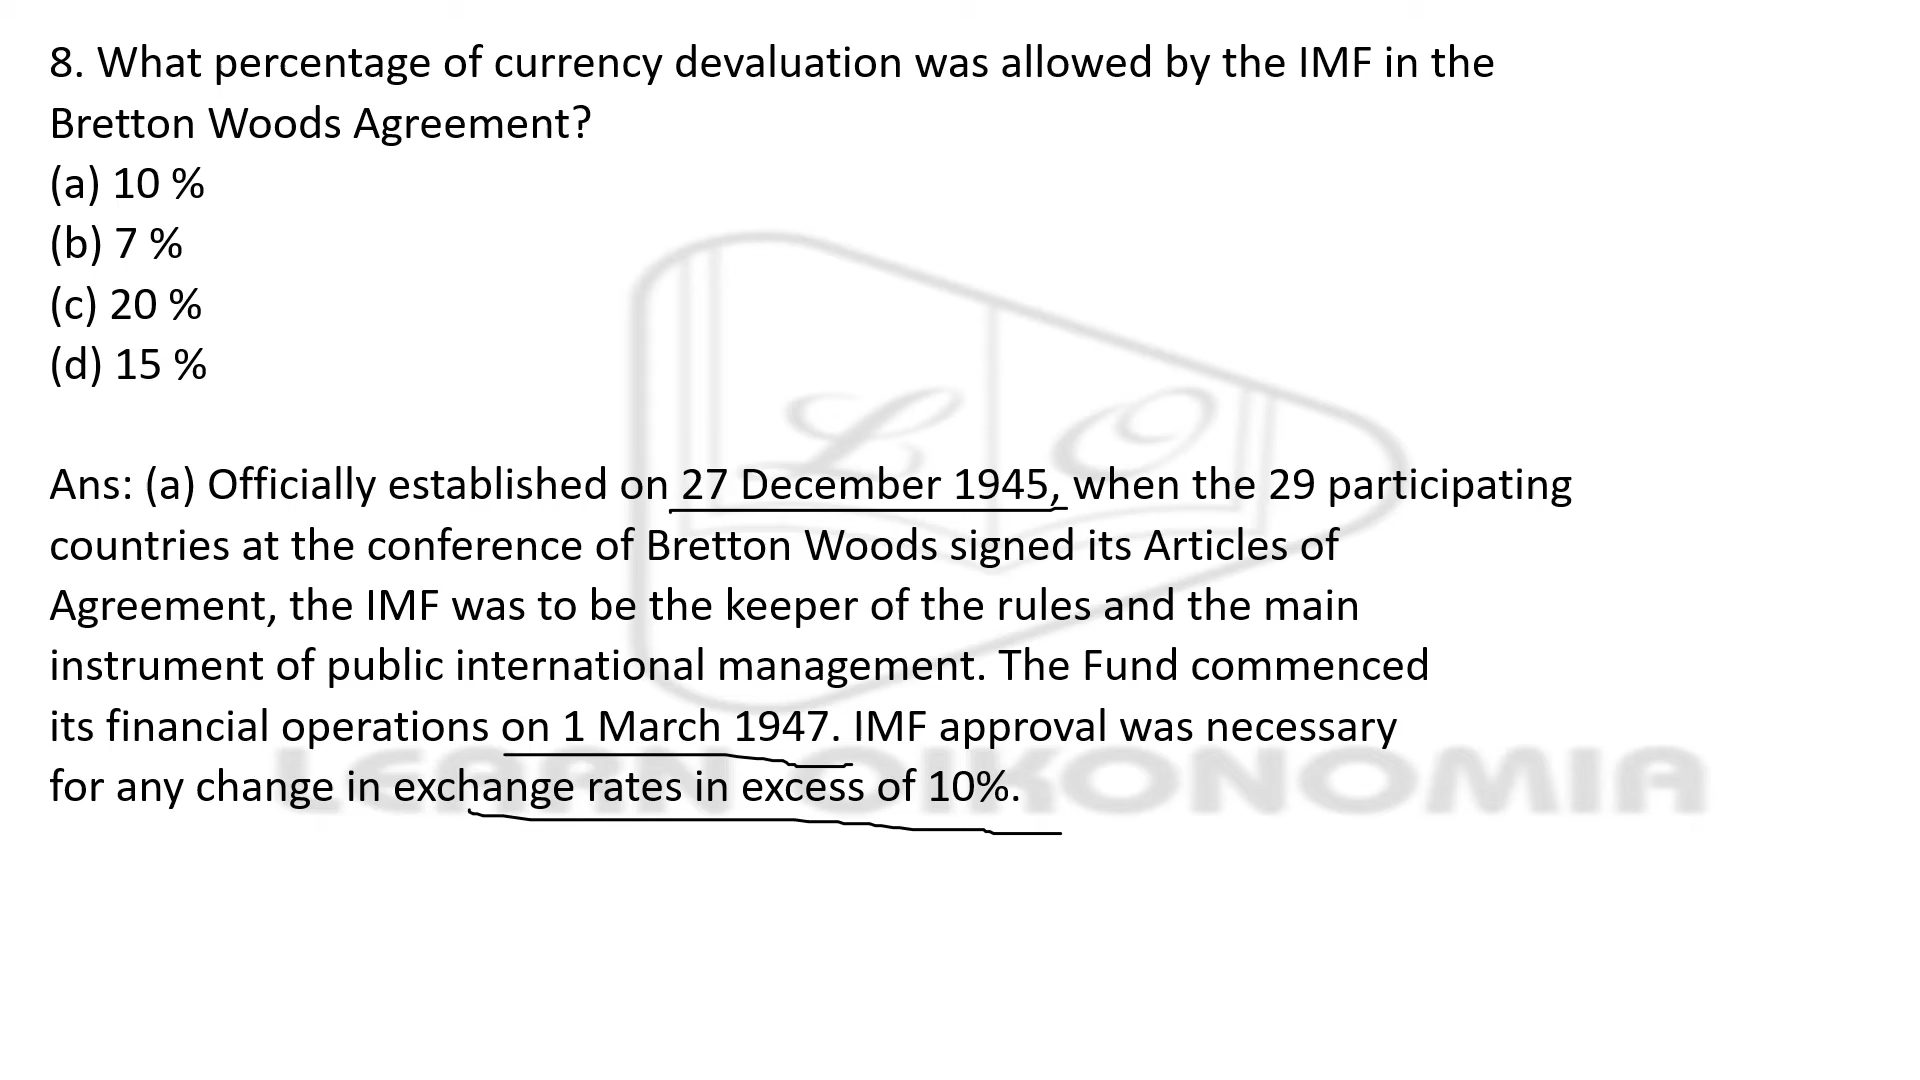 8. What percentage of currency devaluation was allowed by the IMF in the
Bretton Woods Agreement?
(a) 10 %
(b) 7 %
(c) 20 %
(d) 15 %
Ans: (a) Officially established on 27 December 1945, when the 29 participating
countries at the conference of Bretton Woods signed its Articles of
Agreement, the IMF was to be the keeper of the rules and the main
instrument of public international management. The Fund commenced
its financial operations on 1 March 1947. IMF approval was necessary
for any change in exchange rates in excess of 10%.
L O
LEARN OIKONOMIA